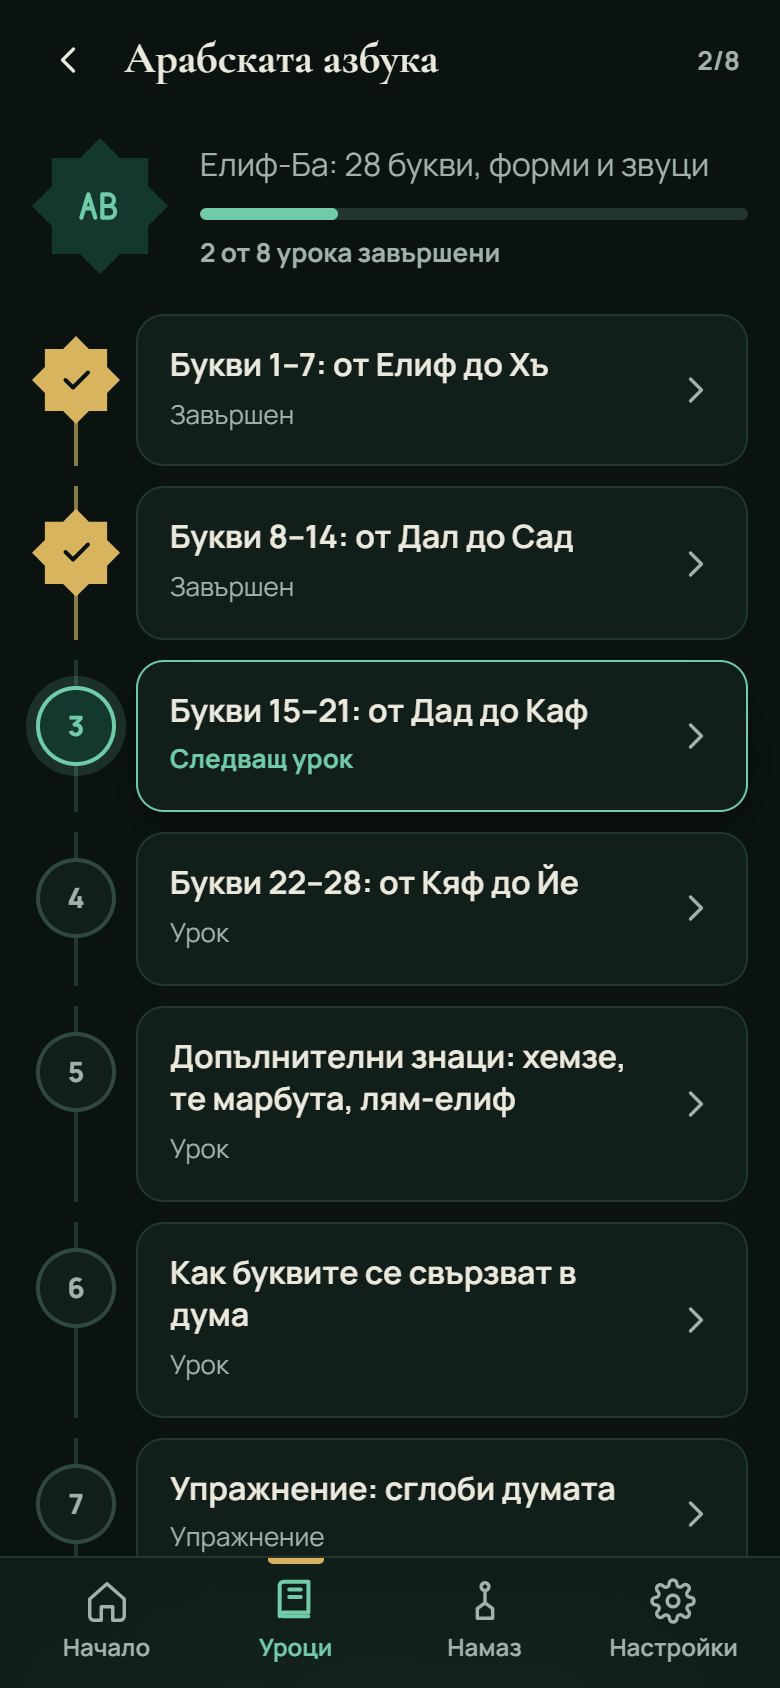 Арабската азбука
2/8
АВ
Елиф-Ба: 28 букви, форми и звуци
2 от 8 урока завършени
Букви 1–7: от Елиф до Хъ
Завършен
Букви 8–14: от Дал до Сад
Завършен
3
Букви 15–21: от Дад до Каф
Следващ урок
4
Букви 22–28: от Кяф до Йе
Урок
5
Допълнителни знаци: хемзе,
те марбута, лям-елиф
Урок
6
Как буквите се свързват в
дума
Урок
7
Упражнение: сглоби думата
Упражнение
Начало
Уроци
Намаз
Настройки